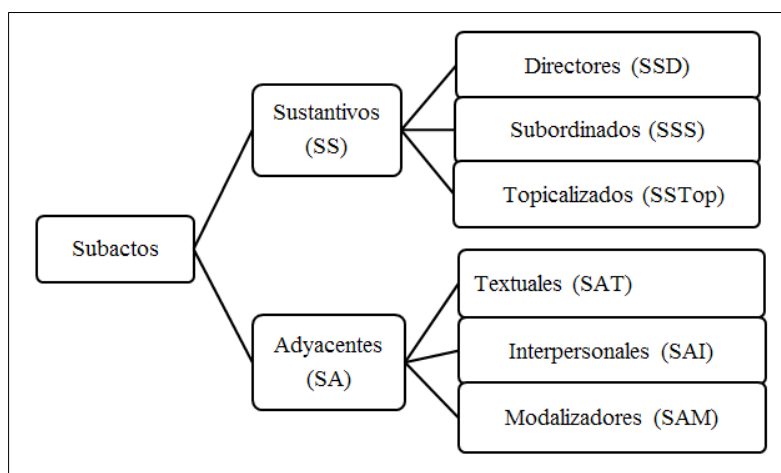 Subactos
Sustantivos
(SS)
Directores (SSD)
Subordinados (SSS)
Topicalizados (SSTop)
Adyacentes
(SA)
Textuales (SAT)
Interpersonales (SAI)
Modalizadores (SAM)